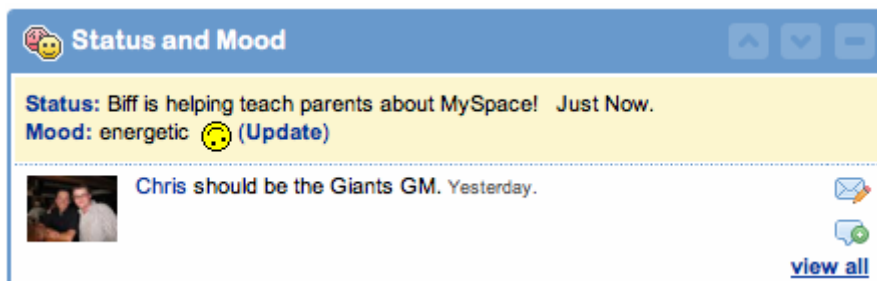 Status and Mood
Status: Biff is helping teach parents about MySpace! Just Now.
Mood: energetic (Update)
Chris should be the Giants GM. Yesterday.
view all